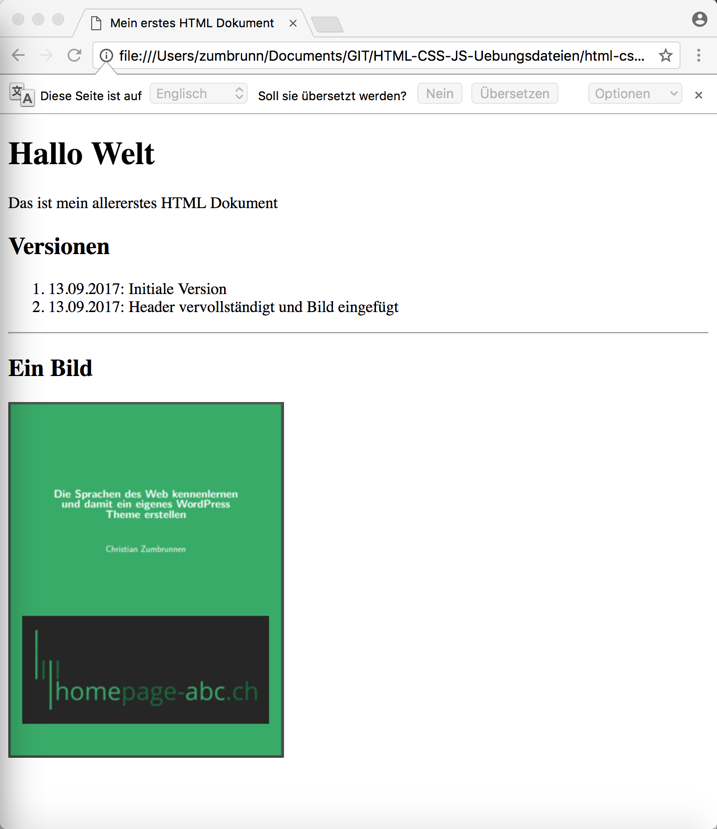 Mein erstes HTML Dokument
file:///Users/zumbrunn/Documents/GIT/HTML-CSS-JS-Uebungsdateien/html-cs...
文A Diese Seite ist auf Englisch Soll sie übersetzt werden? Nein Übersetzen Optionen
Hallo Welt
Das ist mein allererstes HTML Dokument
Versionen
1. 13.09.2017: Initiale Version
2. 13.09.2017: Header vervollständigt und Bild eingefügt
Ein Bild
Die Sprachen des Web kennenlernen
und damit ein eigenes WordPress
Theme erstellen
Christian Zumbrunnen
homepage-abc.ch